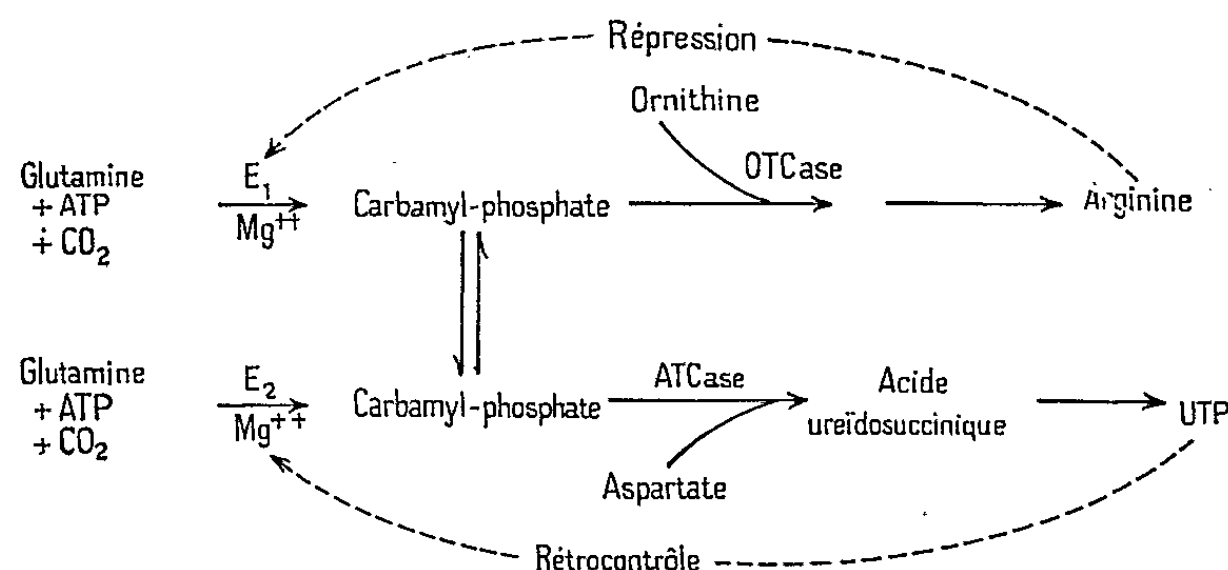 Répression
Ornithine
Glutamine
+ ATP
+ CO₂
E₁
Mg⁺⁺
Carbamyl-phosphate
OTCase
Arginine
Glutamine
+ ATP
+ CO₂
E₂
Mg⁺⁺
Carbamyl-phosphate
ATCase
Aspartate
Acide
ureïdosuccinique
UTP
Rétrocontrôle